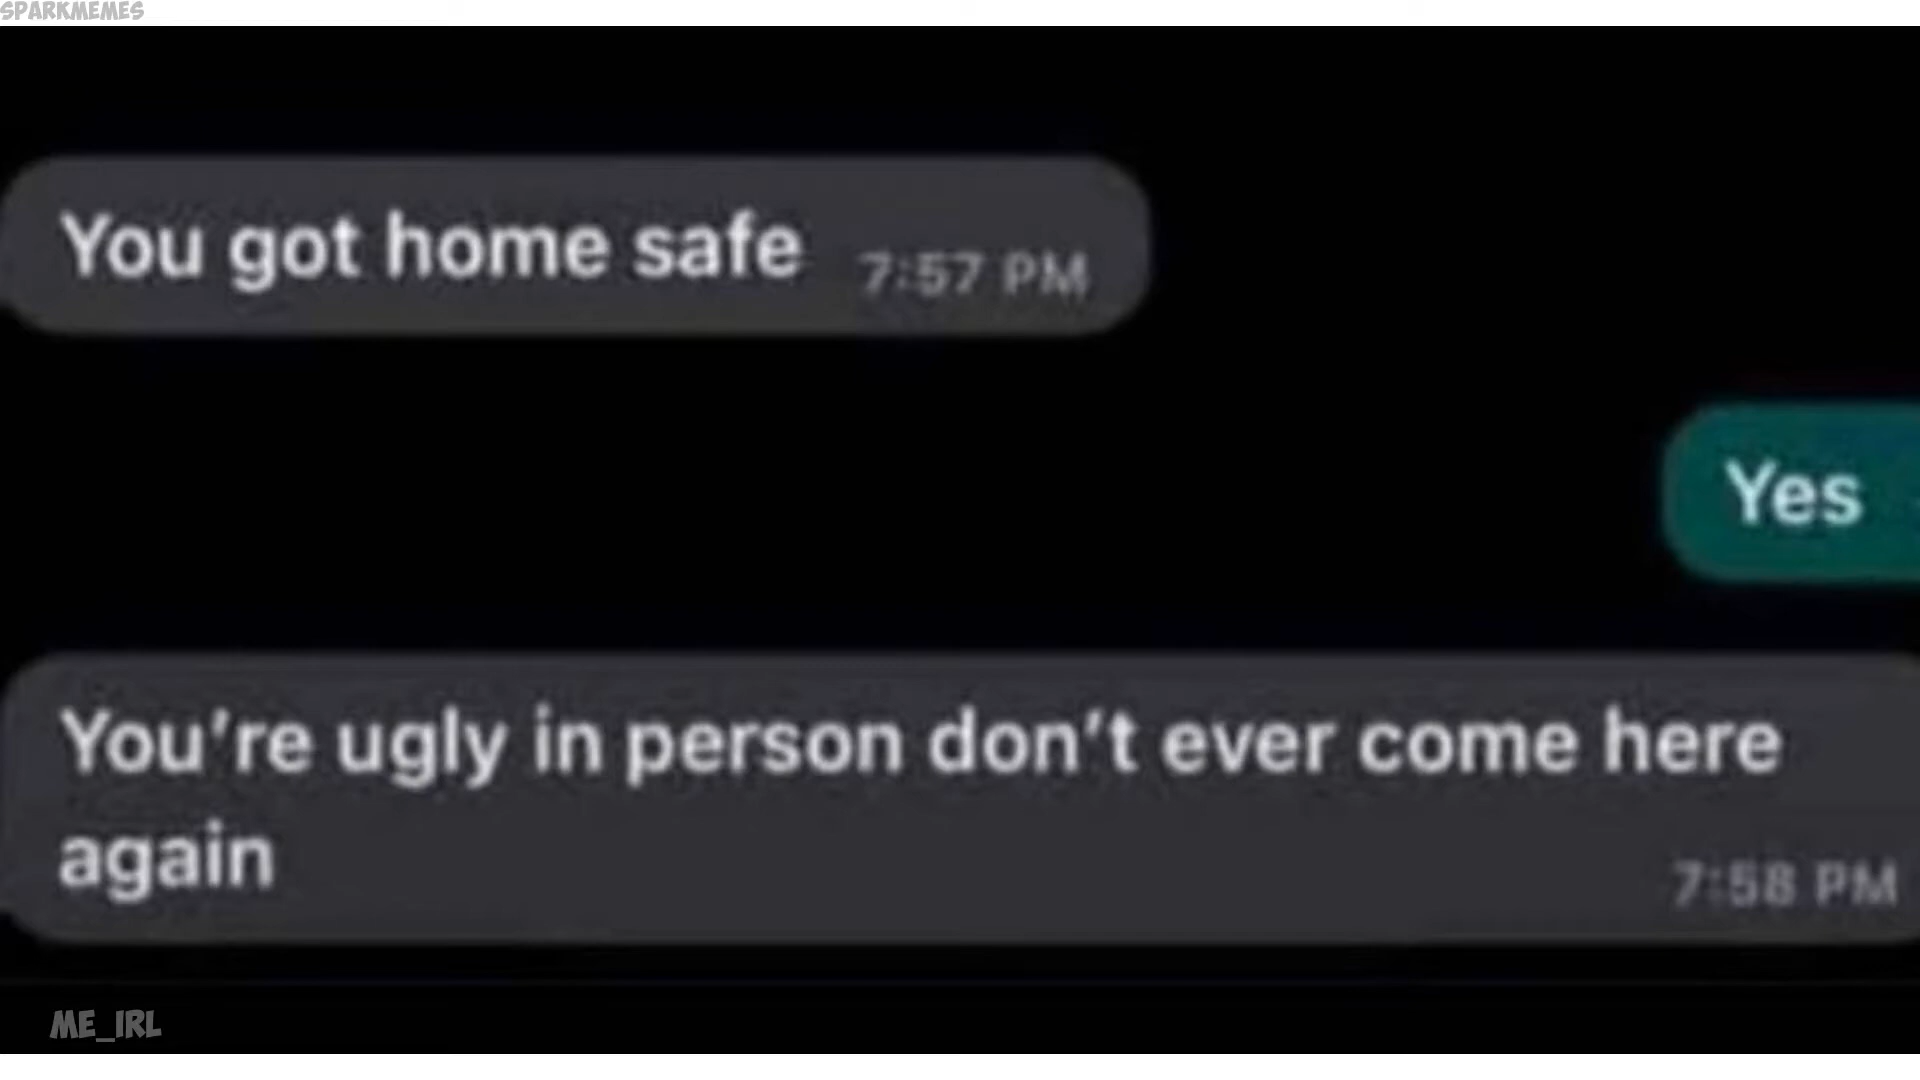 SPARKMEMES
You got home safe 7:57 PM
Yes
You're ugly in person don't ever come here
again
7:58 PM
ME_IRL